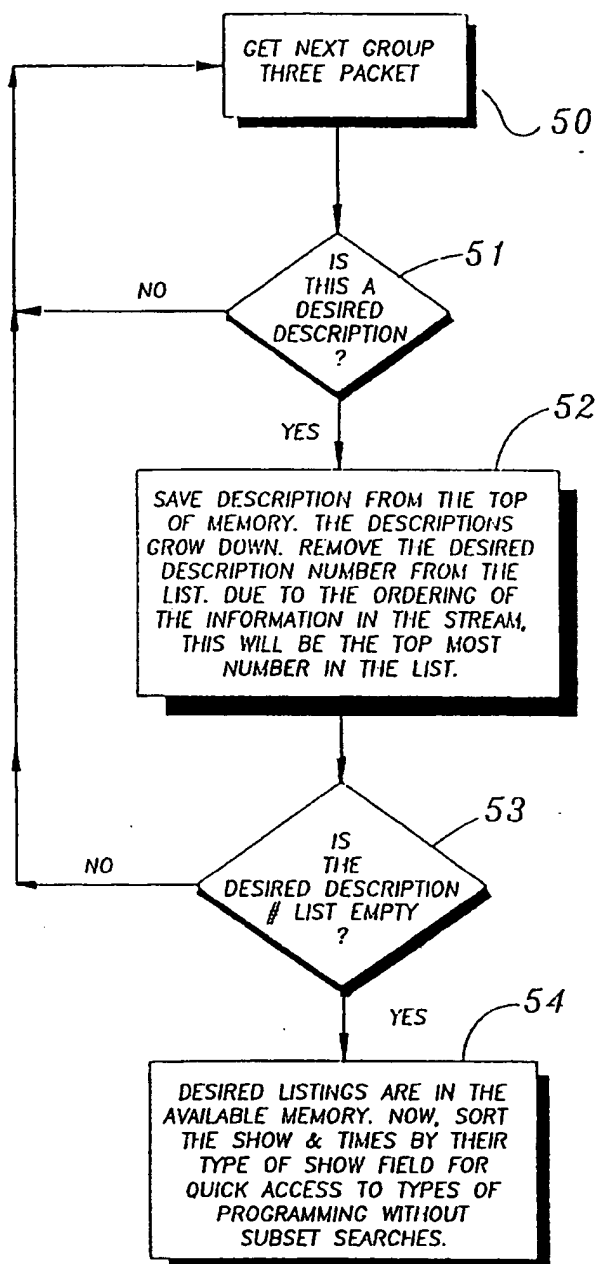 GET NEXT GROUP
THREE PACKET
50
IS
THIS A
DESIRED
DESCRIPTION
?
51
NO
YES
52
SAVE DESCRIPTION FROM THE TOP
OF MEMORY. THE DESCRIPTIONS
GROW DOWN. REMOVE THE DESIRED
DESCRIPTION NUMBER FROM THE
LIST. DUE TO THE ORDERING OF
THE INFORMATION IN THE STREAM,
THIS WILL BE THE TOP MOST
NUMBER IN THE LIST.
53
IS
THE
DESIRED DESCRIPTION
# LIST EMPTY
?
NO
YES
54
DESIRED LISTINGS ARE IN THE
AVAILABLE MEMORY. NOW, SORT
THE SHOW & TIMES BY THEIR
TYPE OF SHOW FIELD FOR
QUICK ACCESS TO TYPES OF
PROGRAMMING WITHOUT
SUBSET SEARCHES.